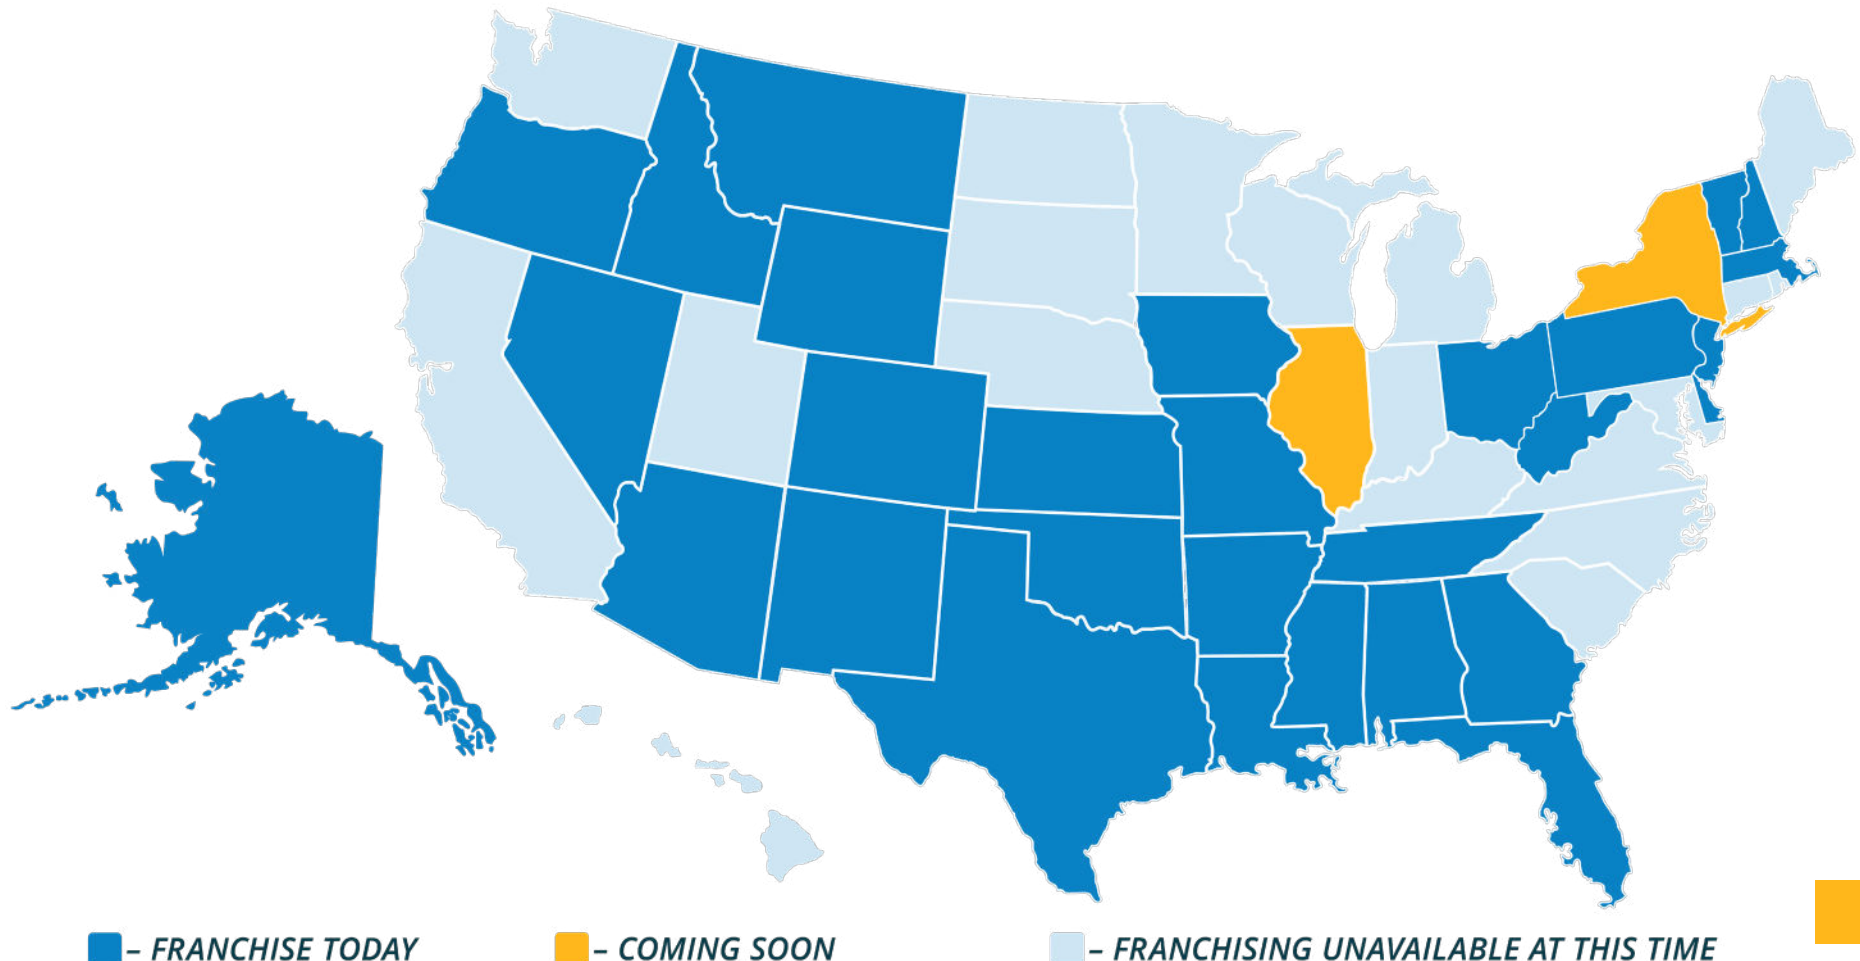 – FRANCHISE TODAY
– COMING SOON
– FRANCHISING UNAVAILABLE AT THIS TIME